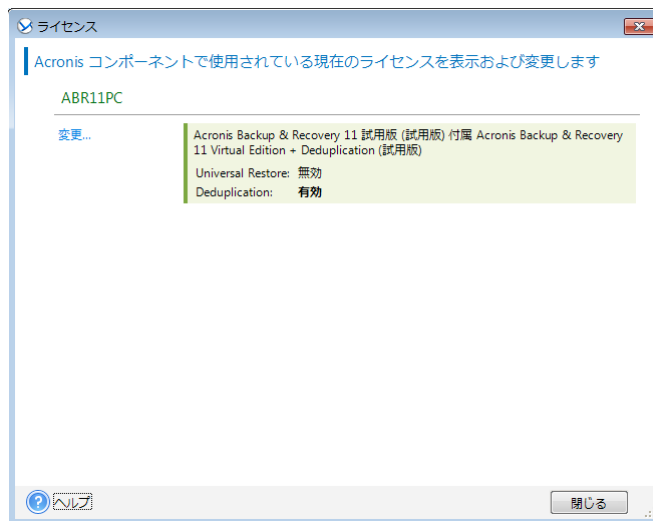 ライセンス
Acronis コンポーネントで使用されている現在のライセンスを表示および変更します
ABR11PC
変更...
Acronis Backup & Recovery 11 試用版 (試用版) 付属 Acronis Backup & Recovery
11 Virtual Edition + Deduplication (試用版)
Universal Restore: 無効
Deduplication: 有効
ヘルプ
閉じる